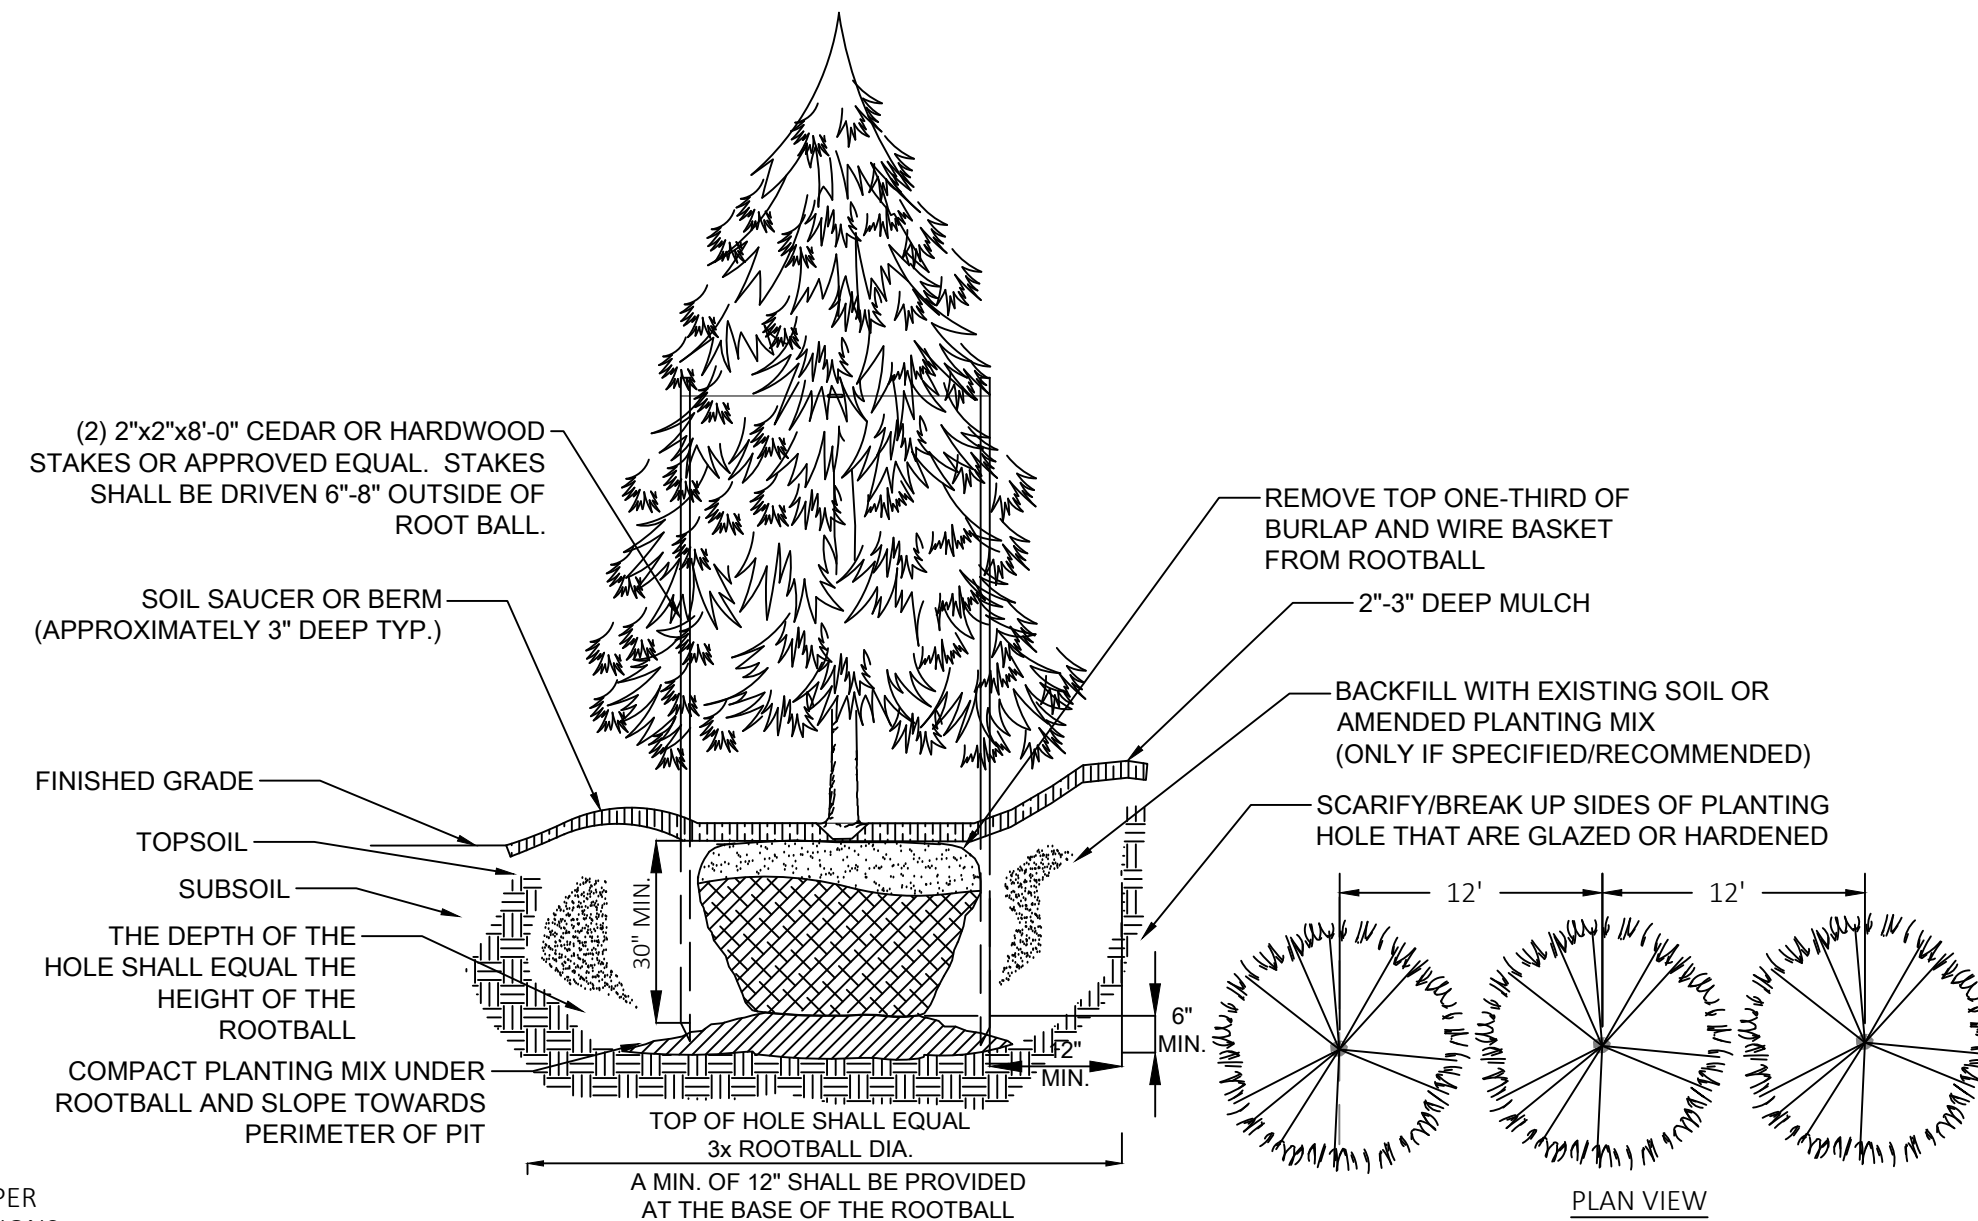 (2) 2"x2"x8'-0" CEDAR OR HARDWOOD
STAKES OR APPROVED EQUAL. STAKES
SHALL BE DRIVEN 6"-8" OUTSIDE OF
ROOT BALL.
SOIL SAUCER OR BERM
(APPROXIMATELY 3" DEEP TYP.)
FINISHED GRADE
TOPSOIL
SUBSOIL
THE DEPTH OF THE
HOLE SHALL EQUAL THE
HEIGHT OF THE
ROOTBALL
COMPACT PLANTING MIX UNDER
ROOTBALL AND SLOPE TOWARDS
PERIMETER OF PIT
REMOVE TOP ONE-THIRD OF
BURLAP AND WIRE BASKET
FROM ROOTBALL
2"-3" DEEP MULCH
BACKFILL WITH EXISTING SOIL OR
AMENDED PLANTING MIX
(ONLY IF SPECIFIED/RECOMMENDED)
SCARIFY/BREAK UP SIDES OF PLANTING
HOLE THAT ARE GLAZED OR HARDENED
30" MIN.
6"
MIN.
12"
MIN.
TOP OF HOLE SHALL EQUAL
3x ROOTBALL DIA.
A MIN. OF 12" SHALL BE PROVIDED
AT THE BASE OF THE ROOTBALL
12'
12'
PLAN VIEW
PER